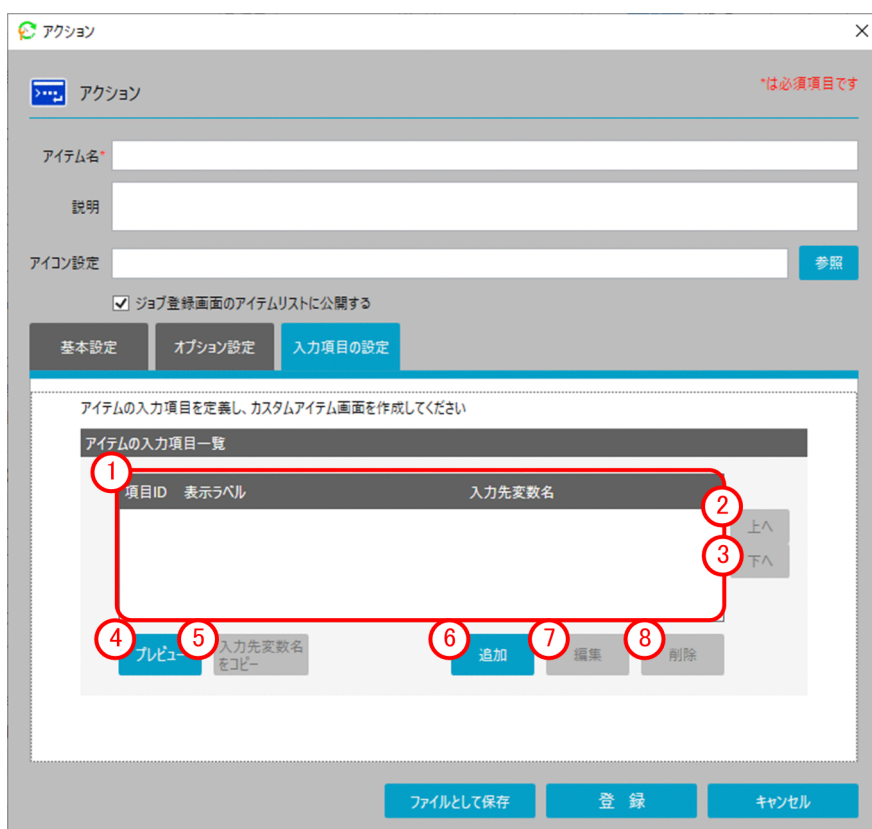 アクション
アクション
*は必須項目です
アイテム名*
説明
アイコン設定
参照
ジョブ登録画面のアイテムリストに公開する
基本設定 オプション設定 入力項目の設定
アイテムの入力項目を定義し、カスタムアイテム画面を作成してください
アイテムの入力項目一覧
1
項目ID 表示ラベル 入力先変数名
2
上へ
3
下へ
4 プレビュー
5 入力先変数名
をコピー
6 追加
7 編集
8 削除
ファイルとして保存 登 録 キャンセル